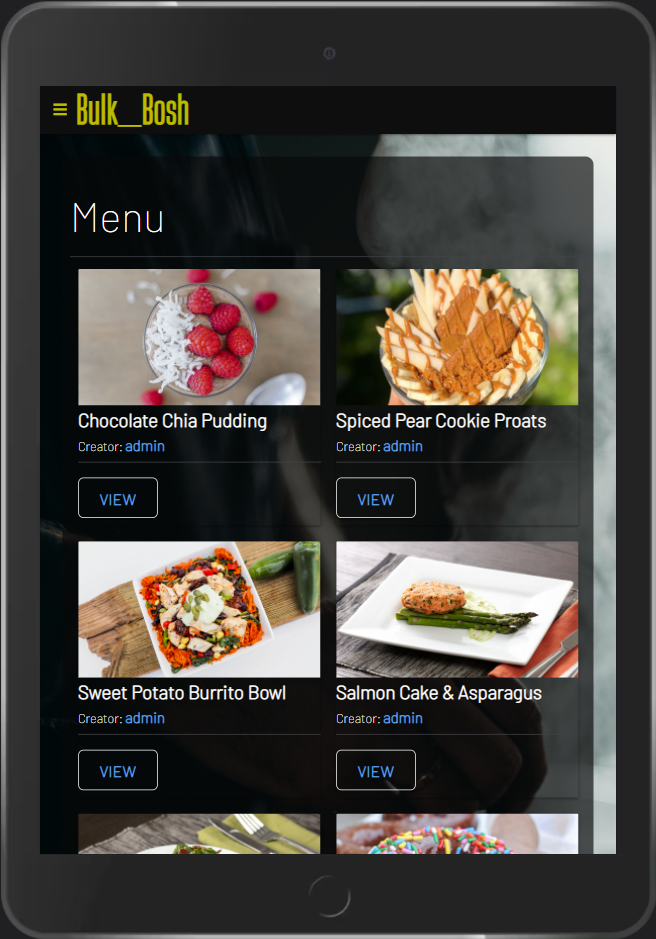 Bulk_Bosh
Menu
Chocolate Chia Pudding
Spiced Pear Cookie Proats
Creator: admin
Creator: admin
VIEW
VIEW
Sweet Potato Burrito Bowl
Salmon Cake & Asparagus
Creator: admin
Creator: admin
VIEW
VIEW